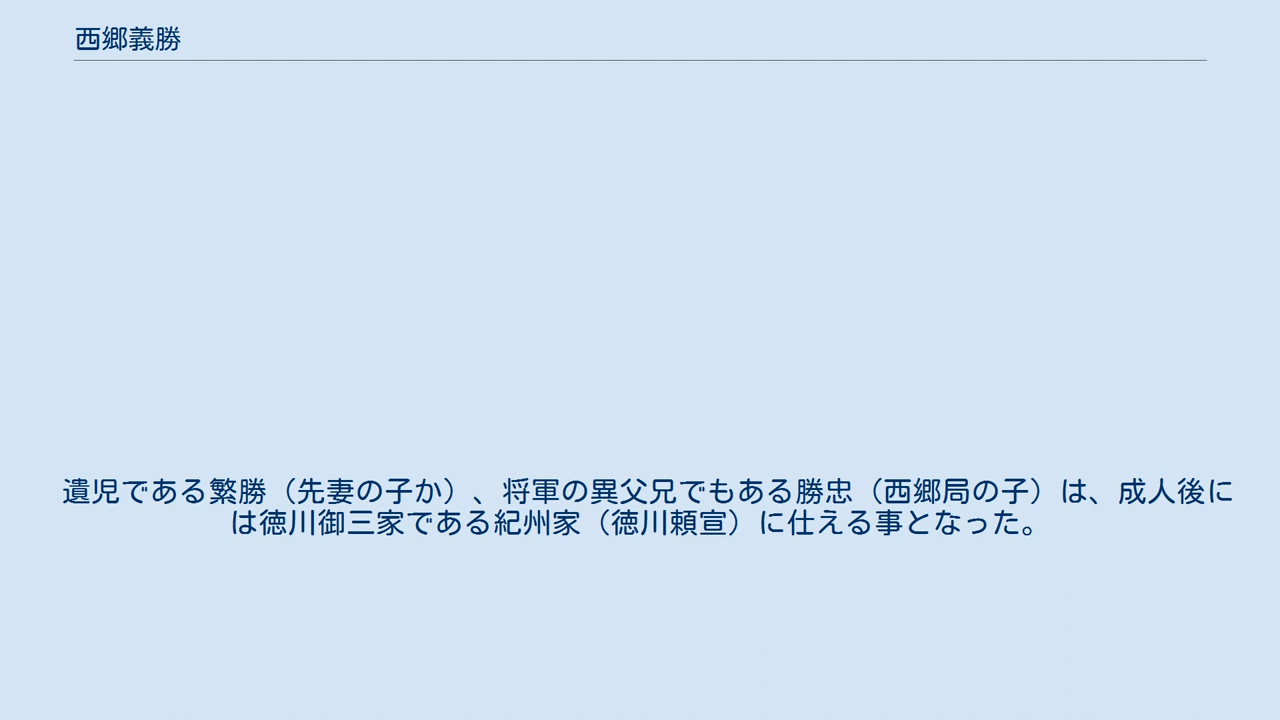 西郷義勝
遺児である繁勝（先妻の子か）、将軍の異父兄でもある勝忠（西郷局の子）は、成人後に
は徳川御三家である紀州家（徳川頼宣）に仕える事となった。